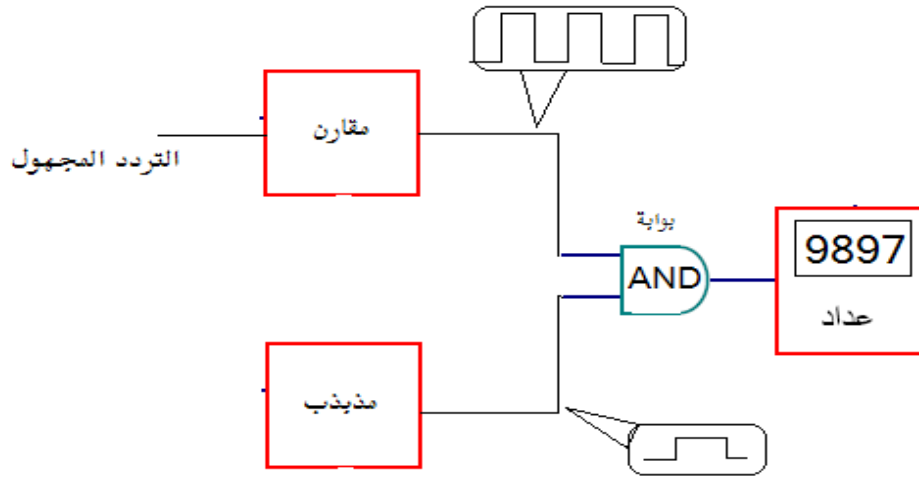 مقارن
التردد المجهول
بوابة
AND
9897
عداد
مذبذب